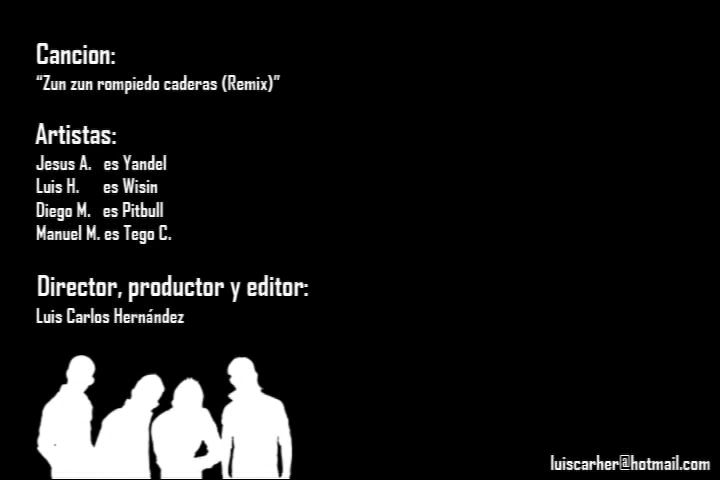 Cancion:
“Zun zun rompiedo caderas (Remix)”
Artistas:
Jesus A. es Yandel
Luis H. es Wisin
Diego M. es Pitbull
Manuel M. es Tego C.
Director, productor y editor:
Luis Carlos Hernández
luiscarher@hotmail.com